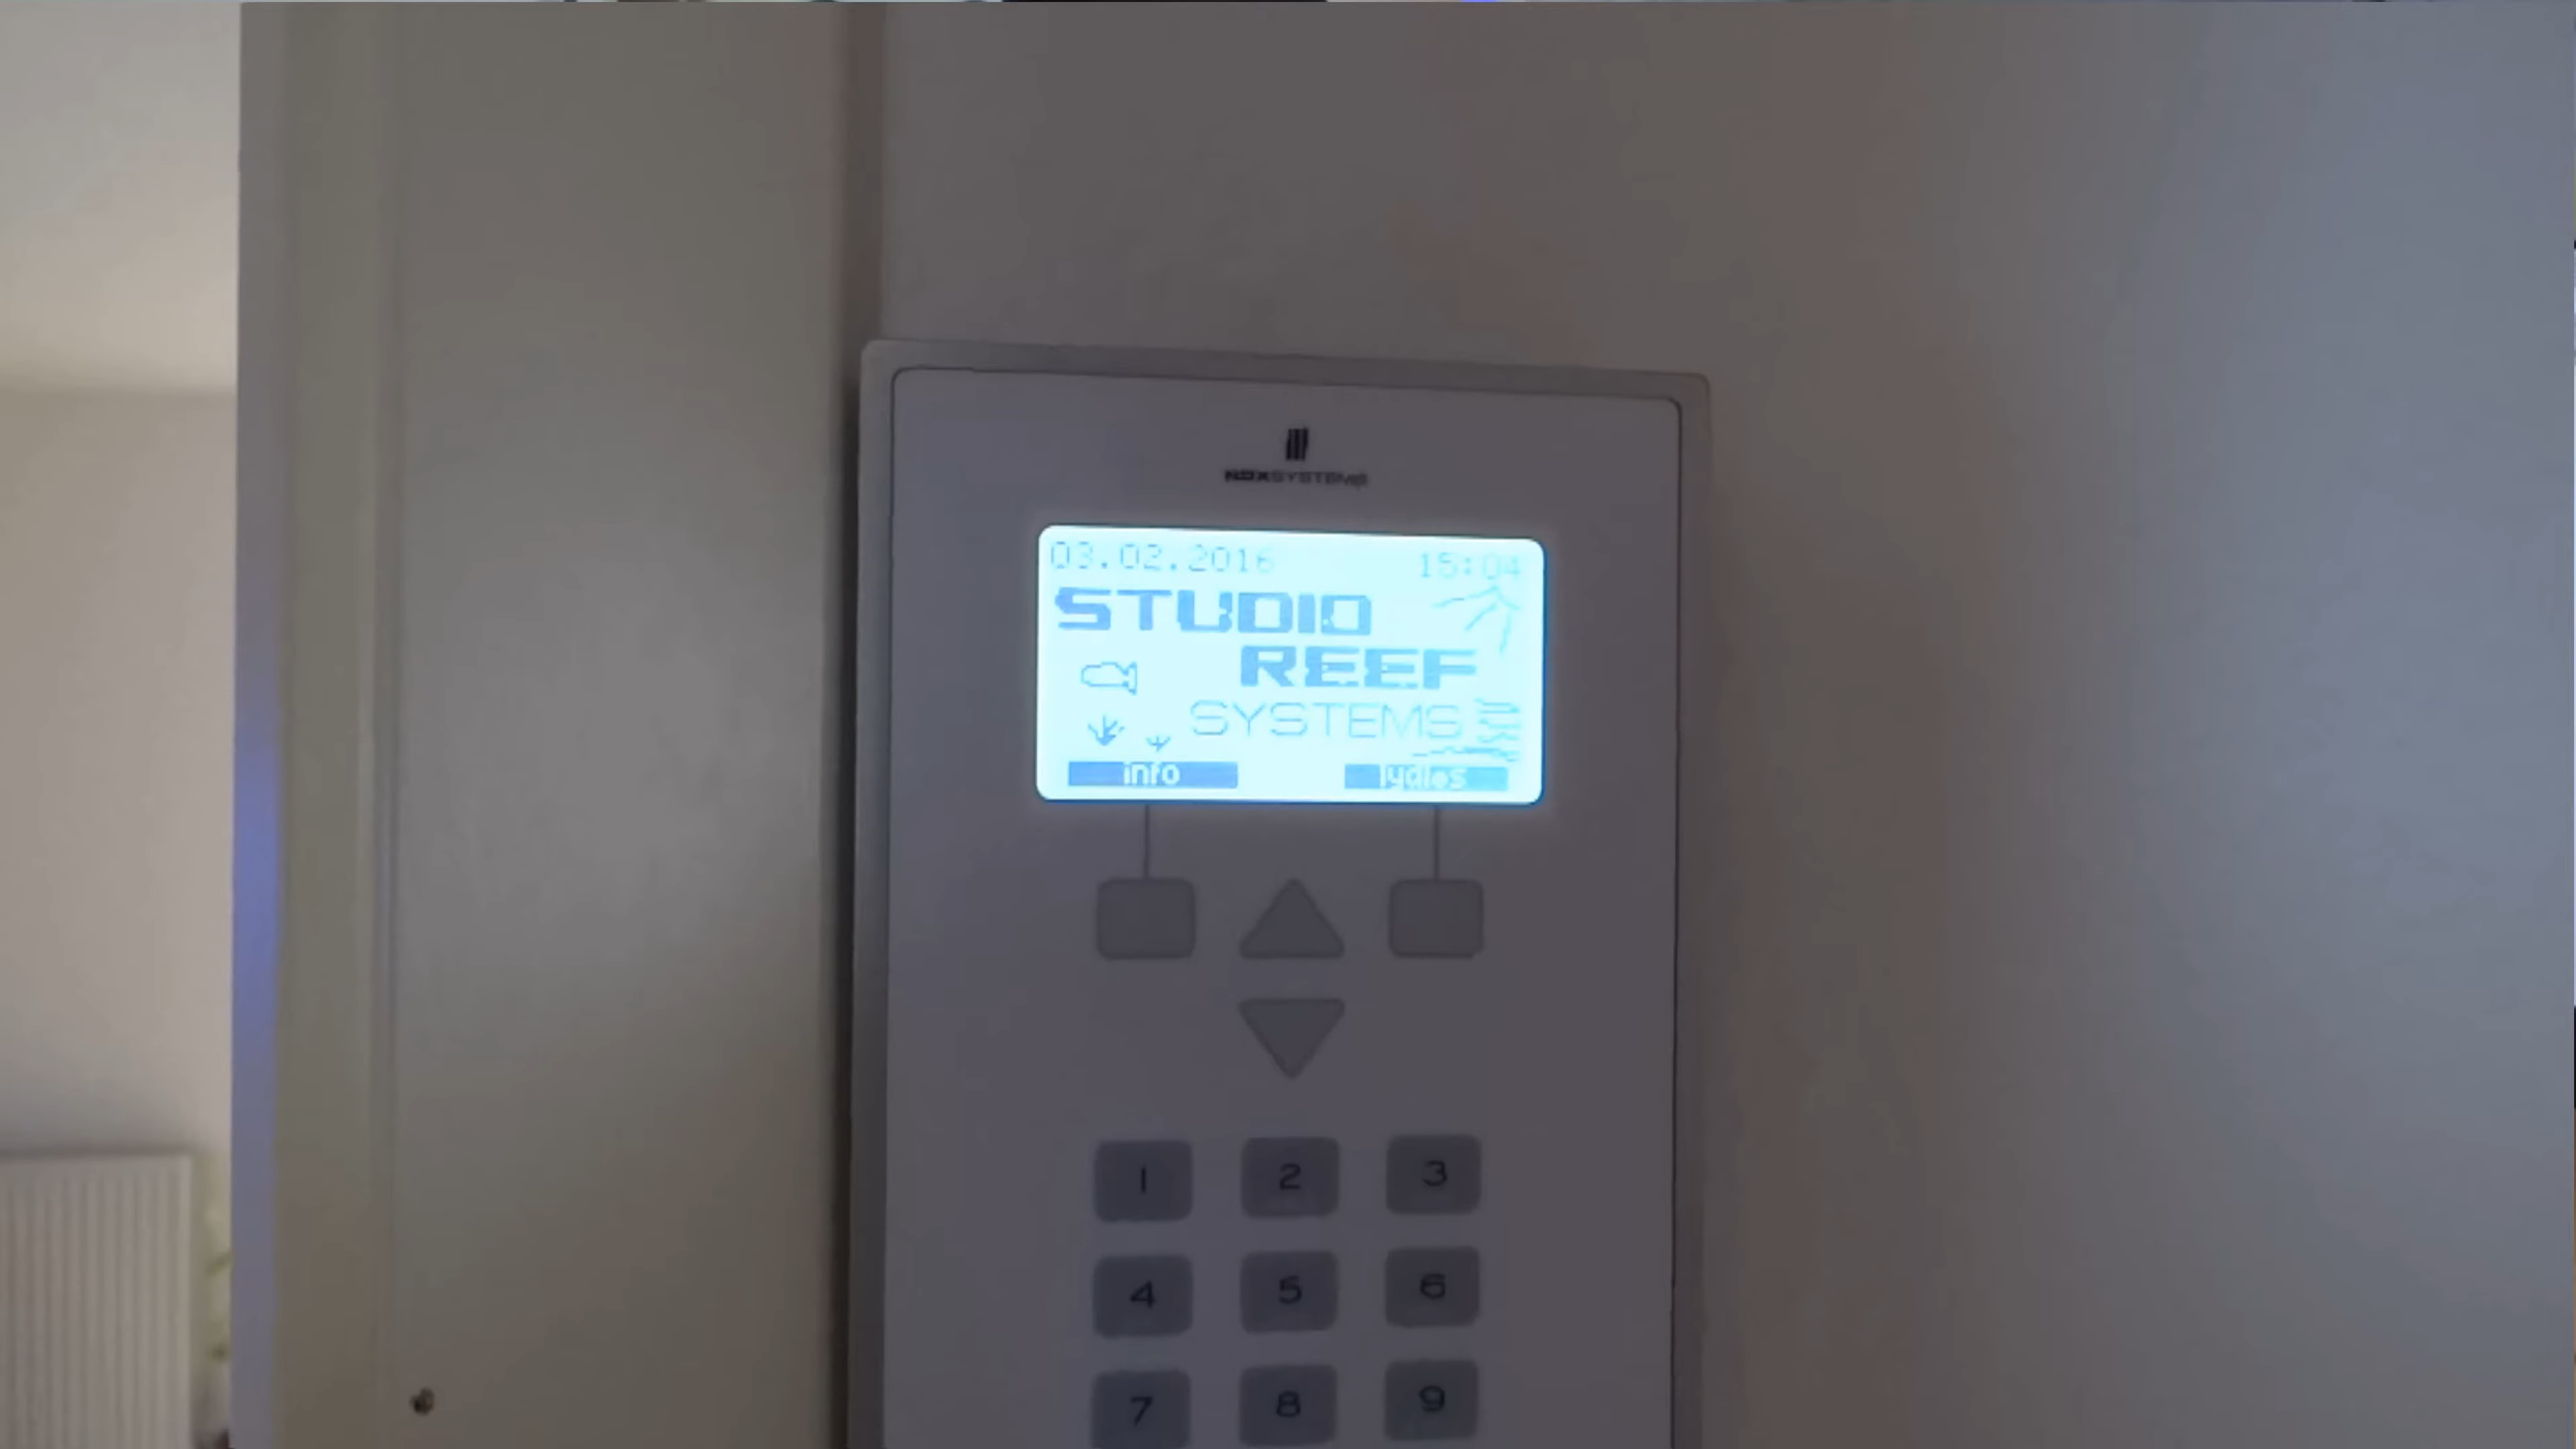 NOXSYSTEMS
03.02.2016 15:04
STUDIO
REEF
SYSTEMS
info lydløs
1 2 3
4 5 6
7 8 9